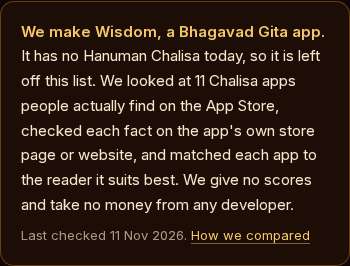 We make Wisdom, a Bhagavad Gita app.
It has no Hanuman Chalisa today, so it is left
off this list. We looked at 11 Chalisa apps
people actually find on the App Store,
checked each fact on the app's own store
page or website, and matched each app to
the reader it suits best. We give no scores
and take no money from any developer.
Last checked 11 Nov 2026. How we compared